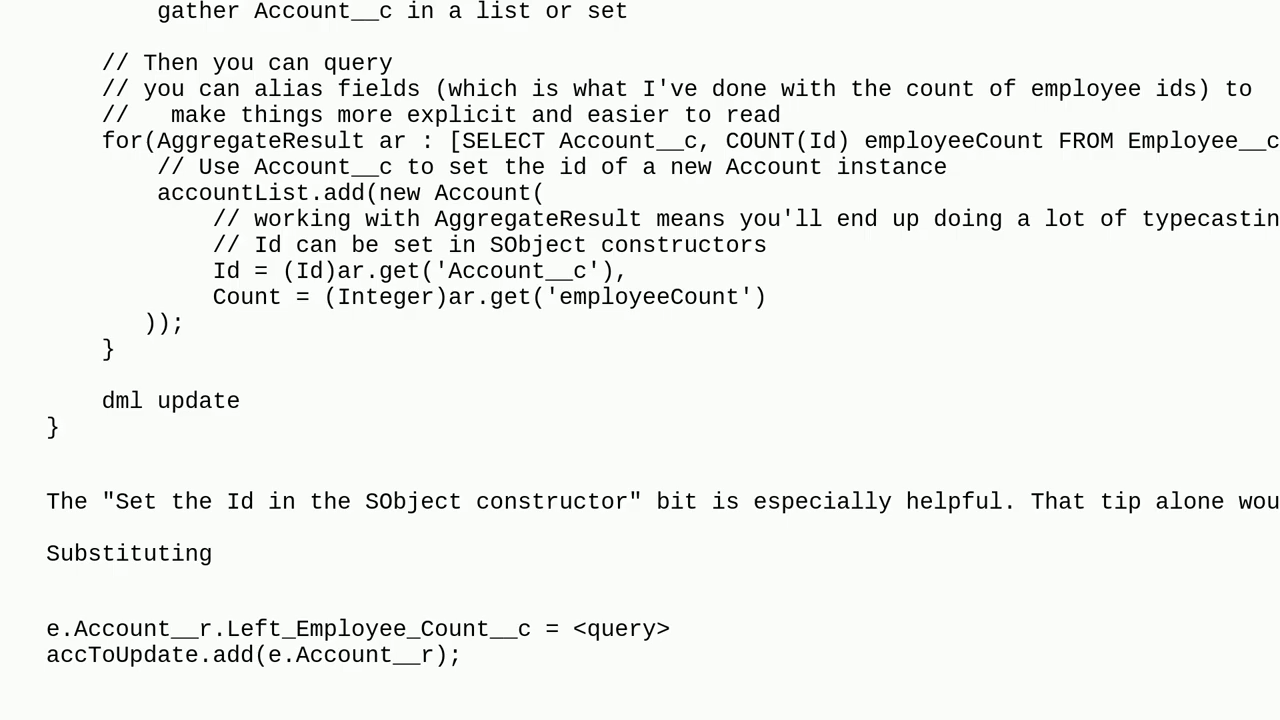 gather Account__c in a list or set
// Then you can query
// you can alias fields (which is what I've done with the count of employee ids) to
//   make things more explicit and easier to read
for(AggregateResult ar : [SELECT Account__c, COUNT(Id) employeeCount FROM Employee__c
// Use Account__c to set the id of a new Account instance
accountList.add(new Account(
// working with AggregateResult means you'll end up doing a lot of typecastin
// Id can be set in SObject constructors
Id = (Id)ar.get('Account__c'),
Count = (Integer)ar.get('employeeCount')
));
}
dml update
}
The "Set the Id in the SObject constructor" bit is especially helpful. That tip alone wou
Substituting
e.Account__r.Left_Employee_Count__c = <query>
accToUpdate.add(e.Account__r);